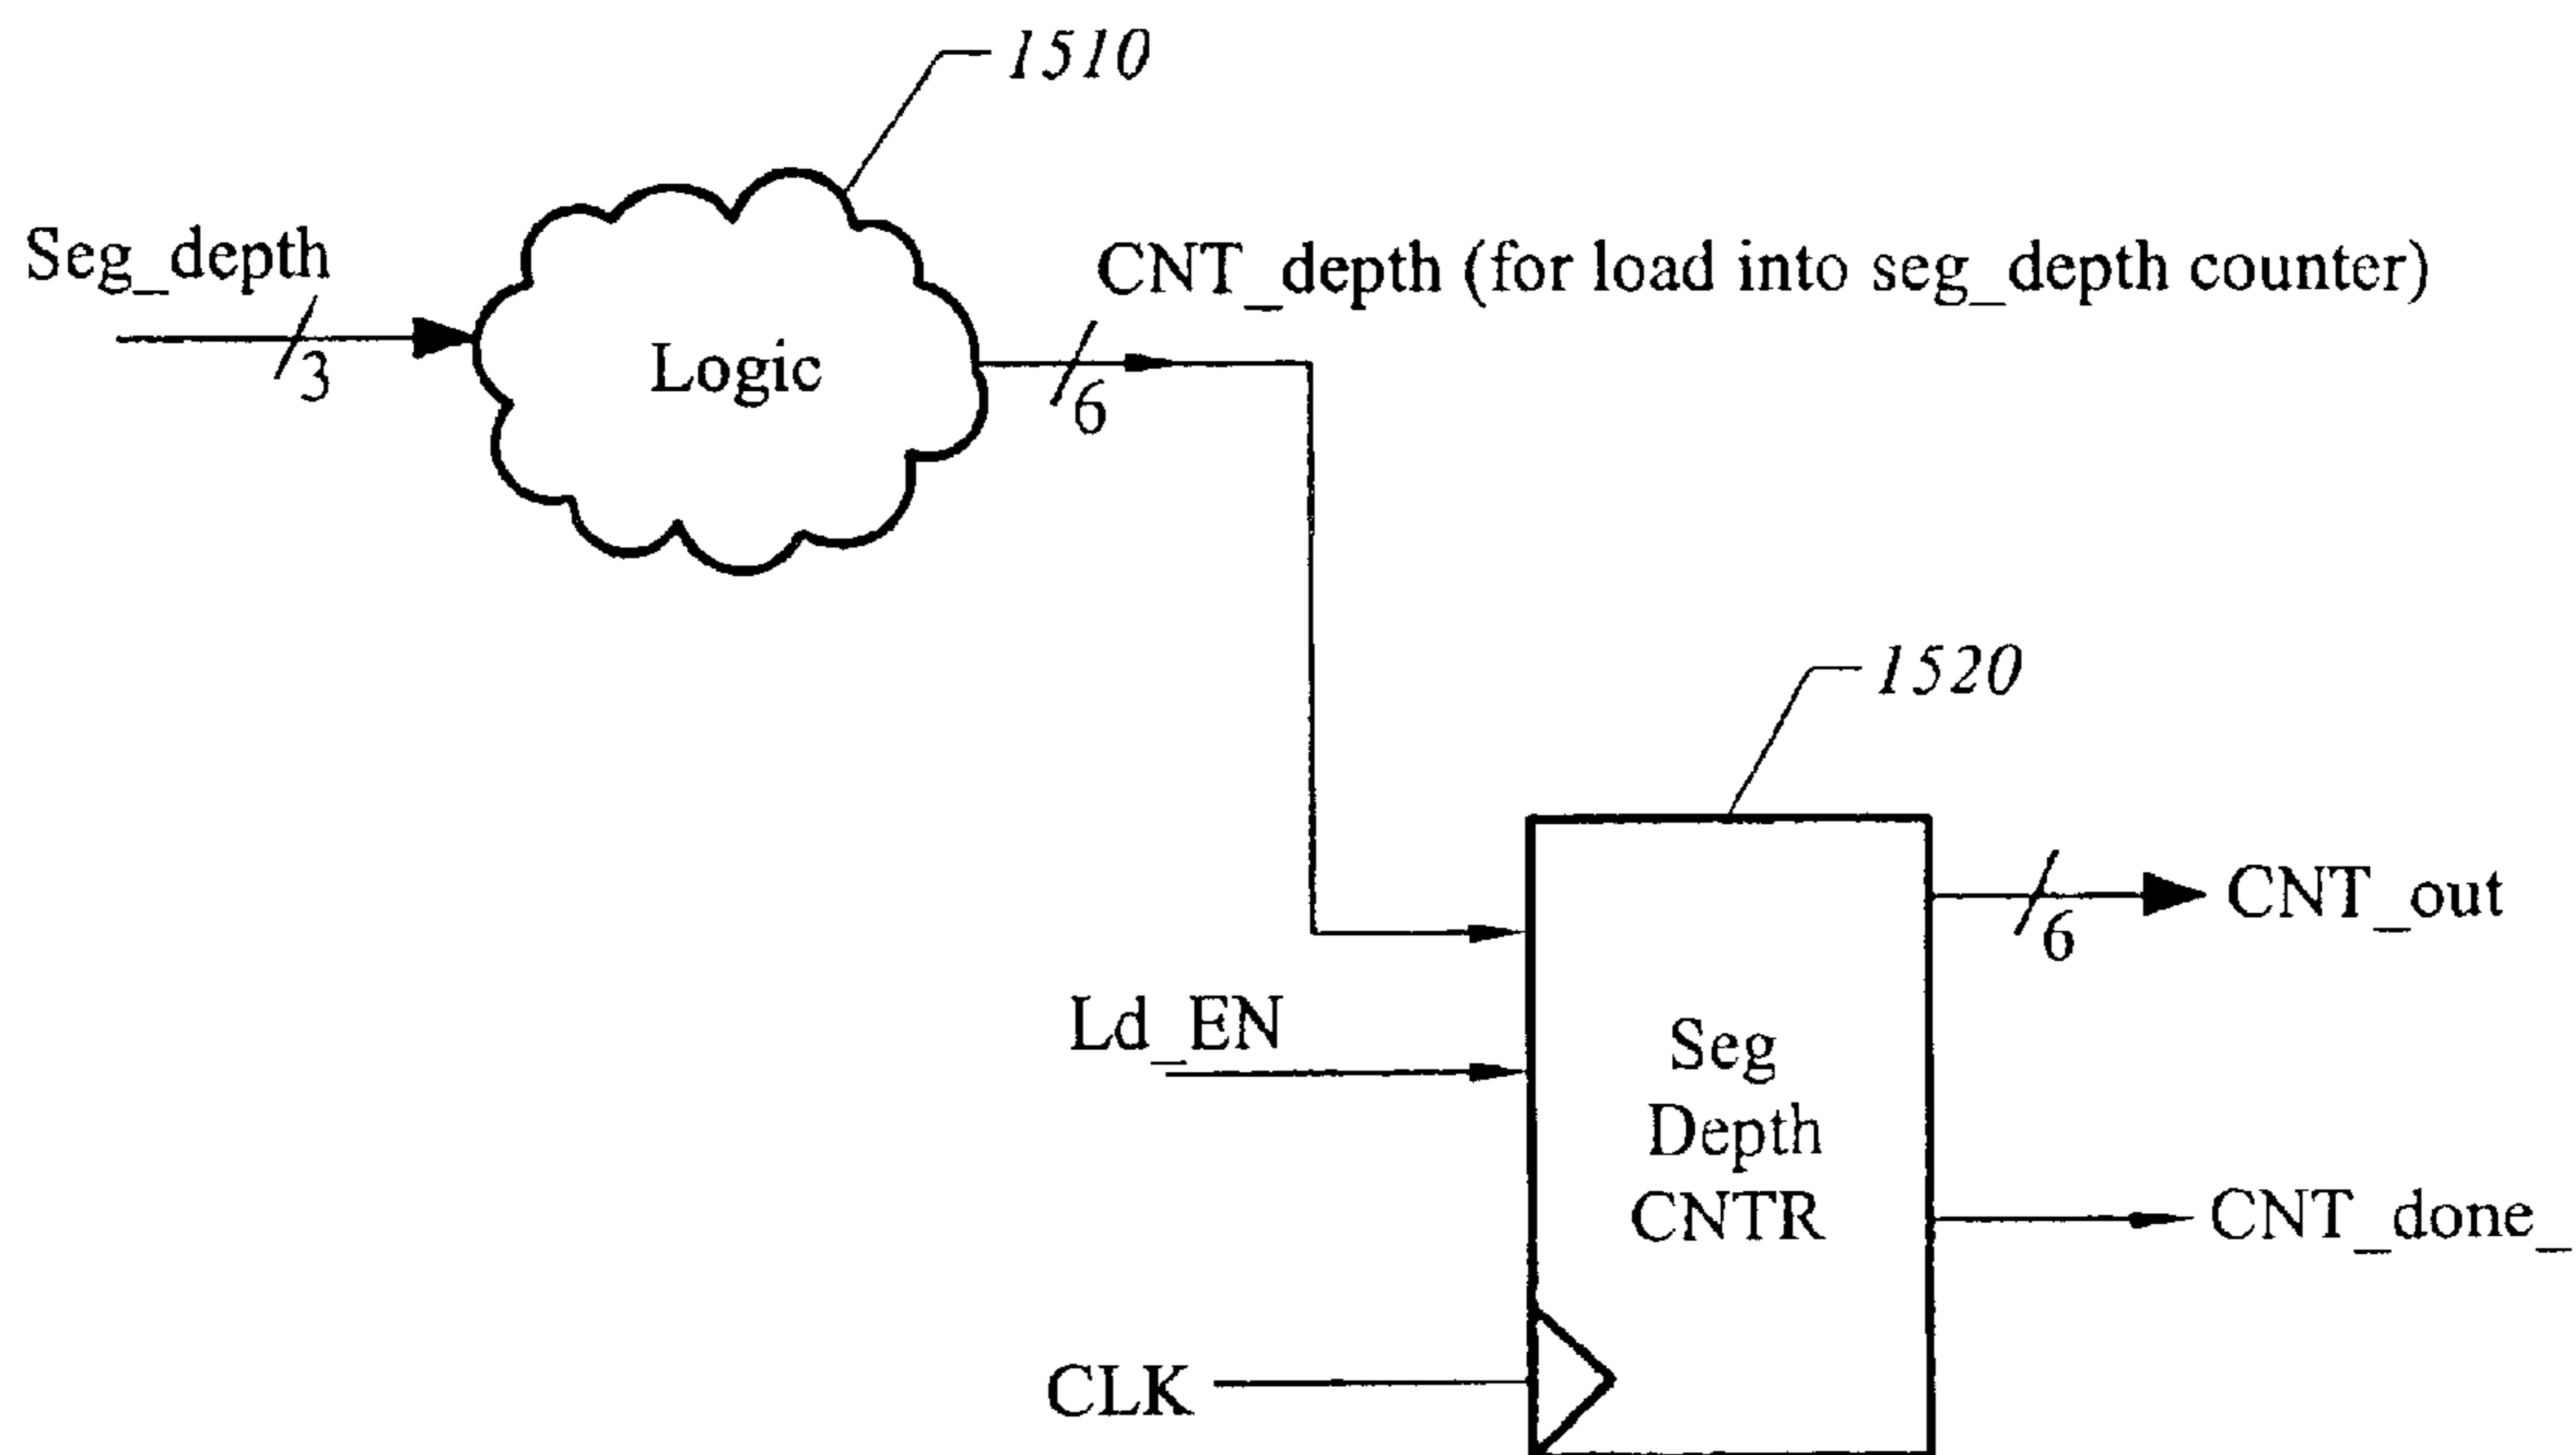 1510
Seg_depth
CNT_depth (for load into seg_depth counter)
3
Logic
6
1520
CNT_out
6
Ld_EN
Seg
Depth
CNTR
CNT_done_
CLK